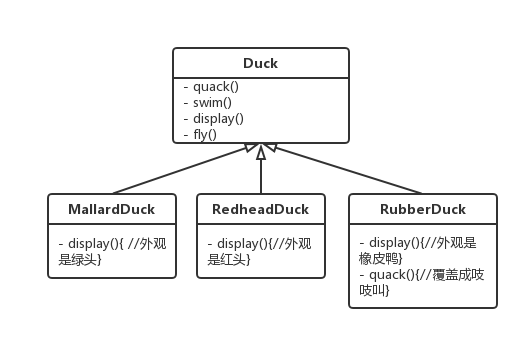 Duck
- quack()
- swim()
- display()
- fly()
MallardDuck
- display(){ //外观
是绿头}
RedheadDuck
- display(){//外观
是红头}
RubberDuck
- display(){//外观是
橡皮鸭}
- quack(){//覆盖成吱
吱叫}